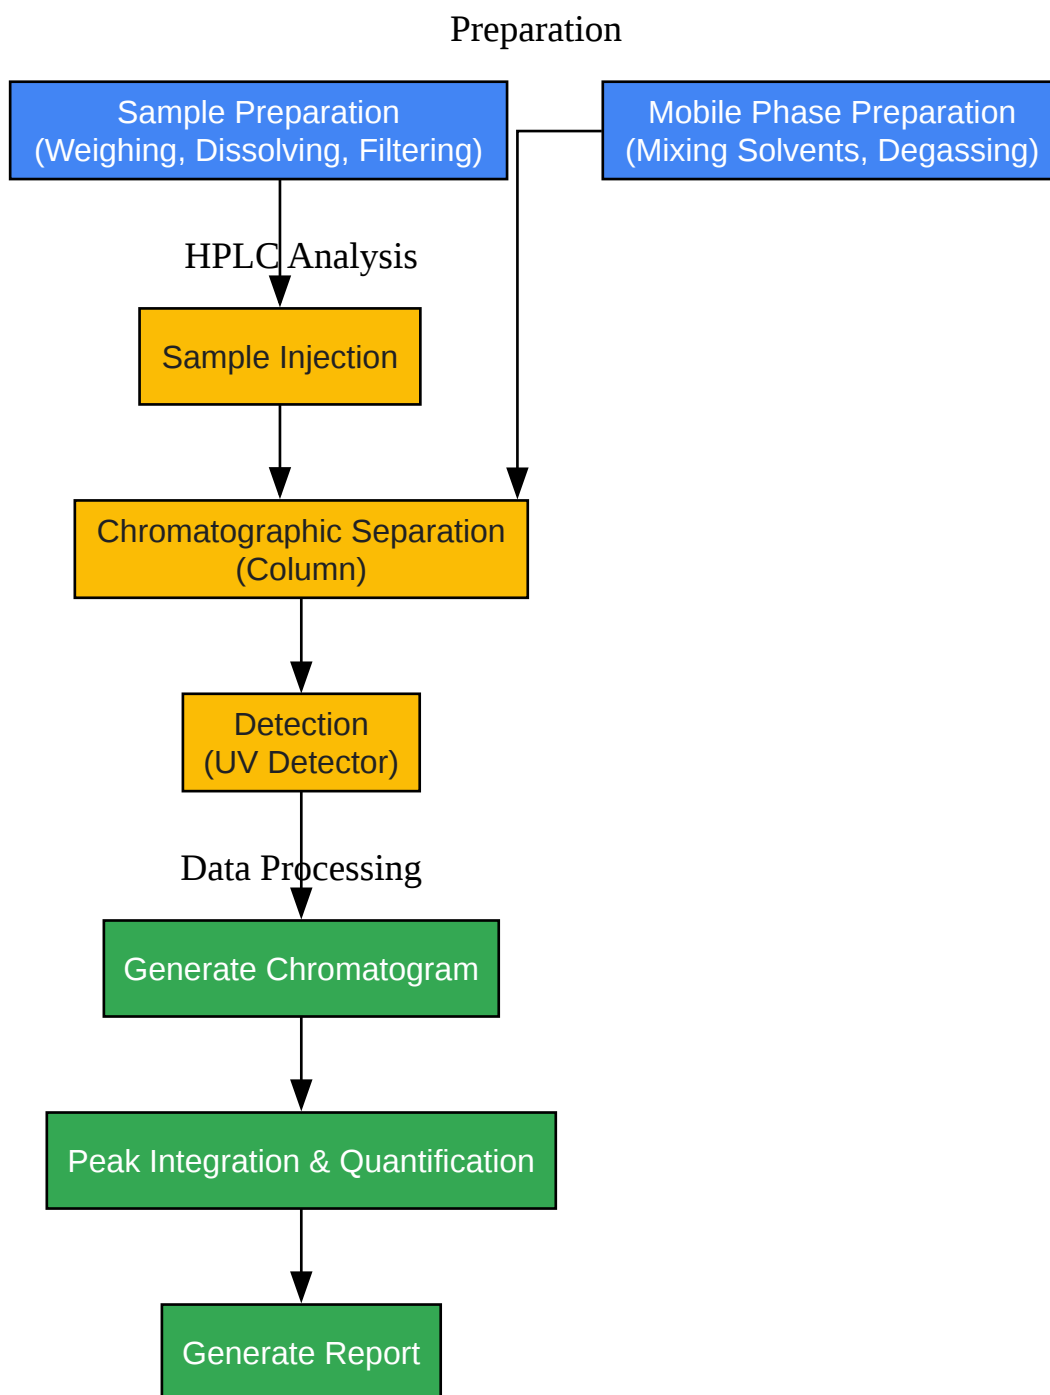 Preparation
Sample Preparation
(Weighing, Dissolving, Filtering)
Mobile Phase Preparation
(Mixing Solvents, Degassing)
HPLC Analysis
Sample Injection
Chromatographic Separation
(Column)
Detection
(UV Detector)
Data Processing
Generate Chromatogram
Peak Integration & Quantification
Generate Report